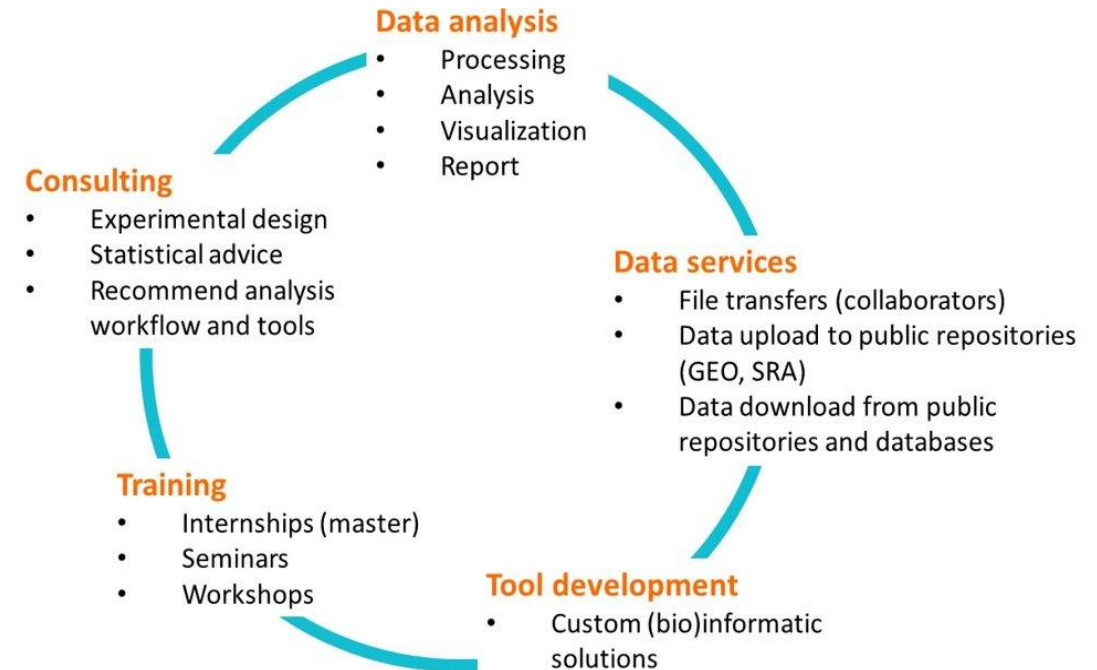 Data analysis
• Processing
• Analysis
• Visualization
• Report
Consulting
• Experimental design
• Statistical advice
• Recommend analysis
workflow and tools
Data services
• File transfers (collaborators)
• Data upload to public repositories
(GEO, SRA)
• Data download from public
repositories and databases
Training
• Internships (master)
• Seminars
• Workshops
Tool development
• Custom (bio)informatic
solutions